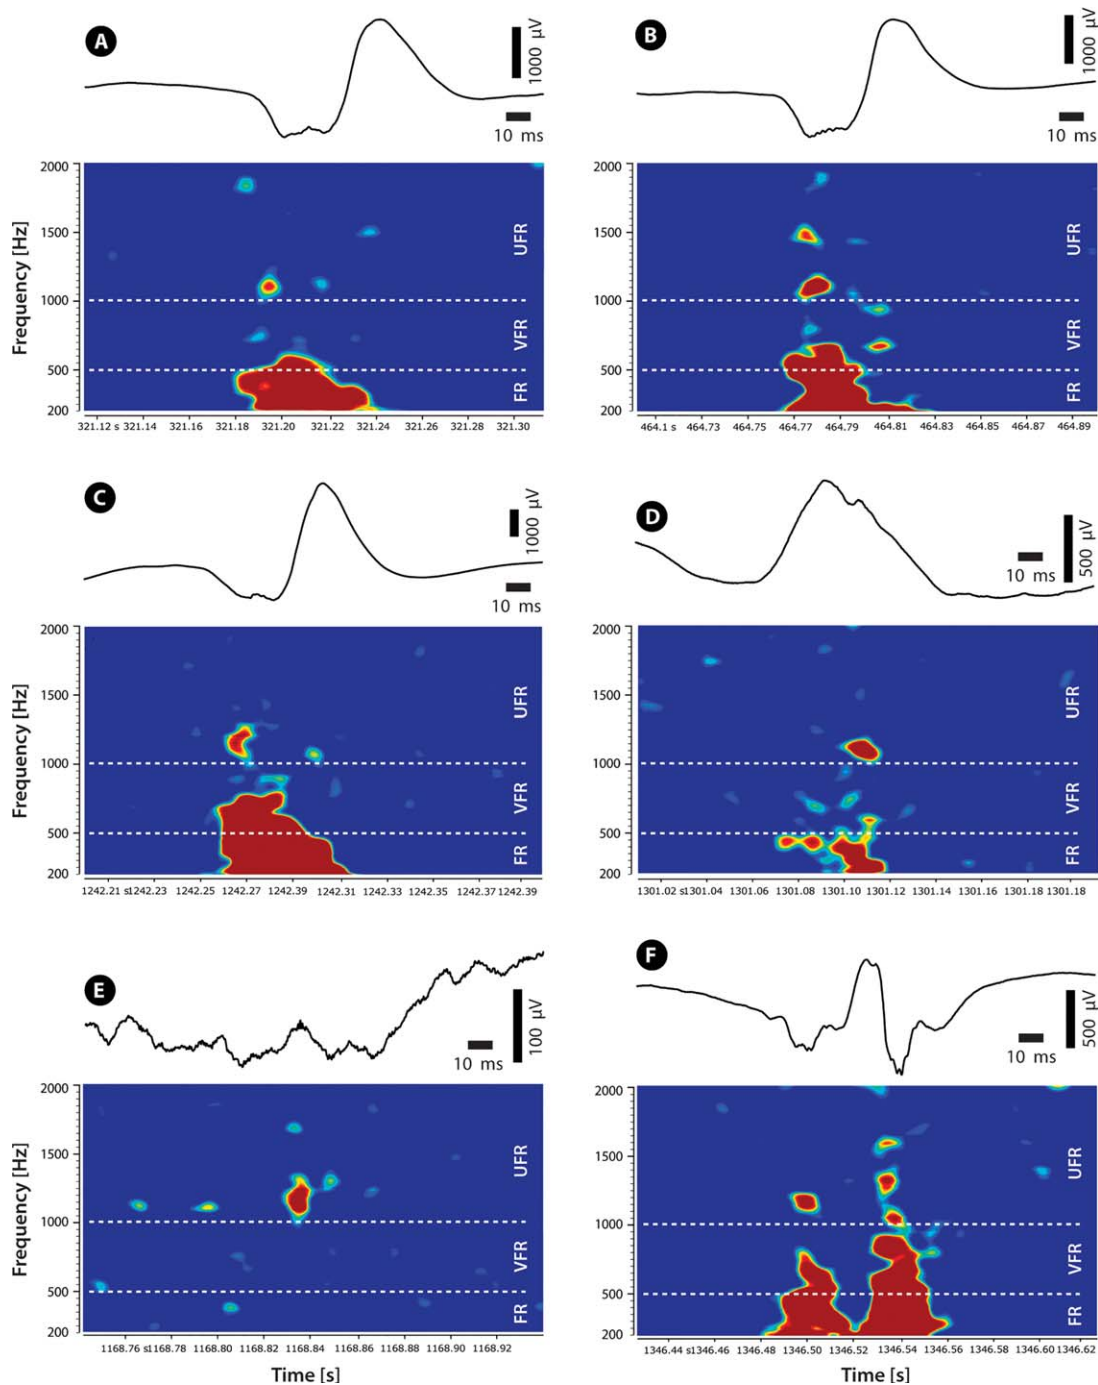 A
1000 µV
10 ms
B
1000 µV
10 ms
Frequency [Hz]
2000
1500
1000
500
200
UFR
VFR
FR
321.12 s 321.14 321.16 321.18 321.20 321.22 321.24 321.26 321.28 321.30
2000
1500
1000
500
200
UFR
VFR
FR
464.1 s 464.73 464.75 464.77 464.79 464.81 464.83 464.85 464.87 464.89
C
1000 µV
10 ms
D
10 ms
500 µV
Frequency [Hz]
2000
1500
1000
500
200
UFR
VFR
FR
1242.21 s1242.23 1242.25 1242.27 1242.39 1242.31 1242.33 1242.35 1242.37 1242.39
2000
1500
1000
500
200
UFR
VFR
FR
1301.02 s1301.04 1301.06 1301.08 1301.10 1301.12 1301.14 1301.16 1301.18 1301.18
E
10 ms
100 µV
F
10 ms
500 µV
Frequency [Hz]
2000
1500
1000
500
200
UFR
VFR
FR
1168.76 s1168.78 1168.80 1168.82 1168.84 1168.86 1168.88 1168.90 1168.92
Time [s]
2000
1500
1000
500
200
UFR
VFR
FR
1346.44 s1346.46 1346.48 1346.50 1346.52 1346.54 1346.56 1346.58 1346.60 1346.62
Time [s]